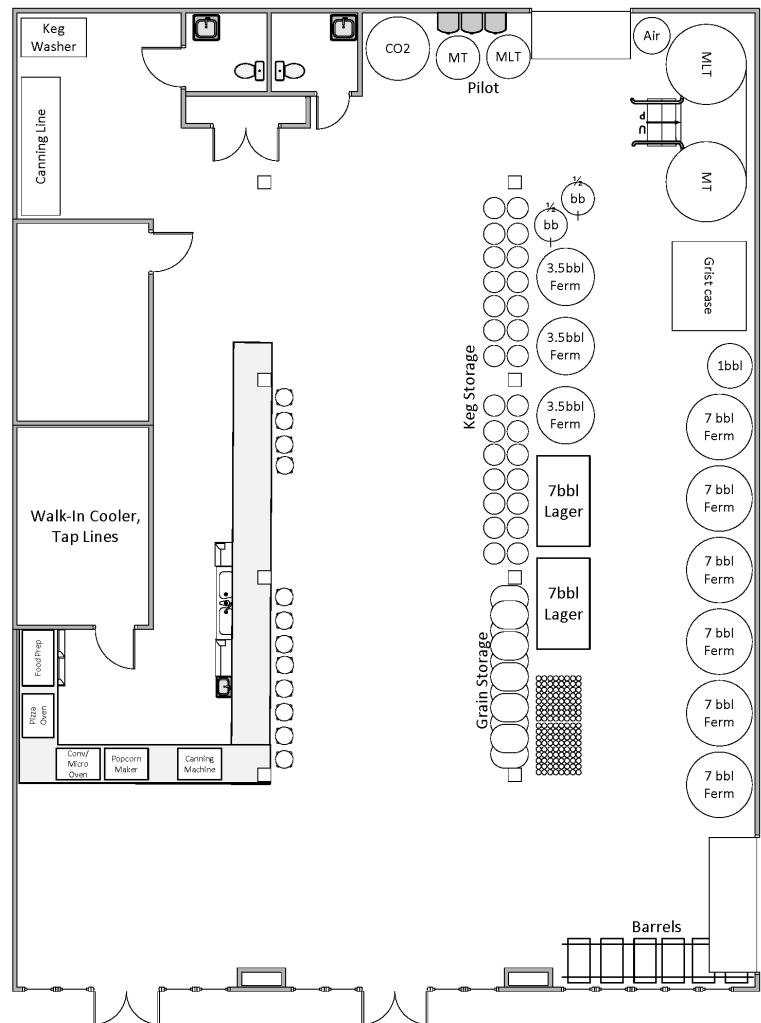 Keg
Washer
CO2
MT
MLT
Pilot
Air
MLT
Canning Line
UP
MT
½
bb
l
½
bb
l
3.5bbl
Ferm
Grist case
3.5bbl
Ferm
1bbl
Keg Storage
3.5bbl
Ferm
7 bbl
Ferm
7bbl
Lager
7 bbl
Ferm
Walk-In Cooler,
Tap Lines
7 bbl
Ferm
7bbl
Lager
7 bbl
Ferm
Food Prep
Grain Storage
Pizza
Oven
7 bbl
Ferm
Conv/
Micro
Oven
Popcorn
Maker
Canning
Machine
7 bbl
Ferm
Barrels